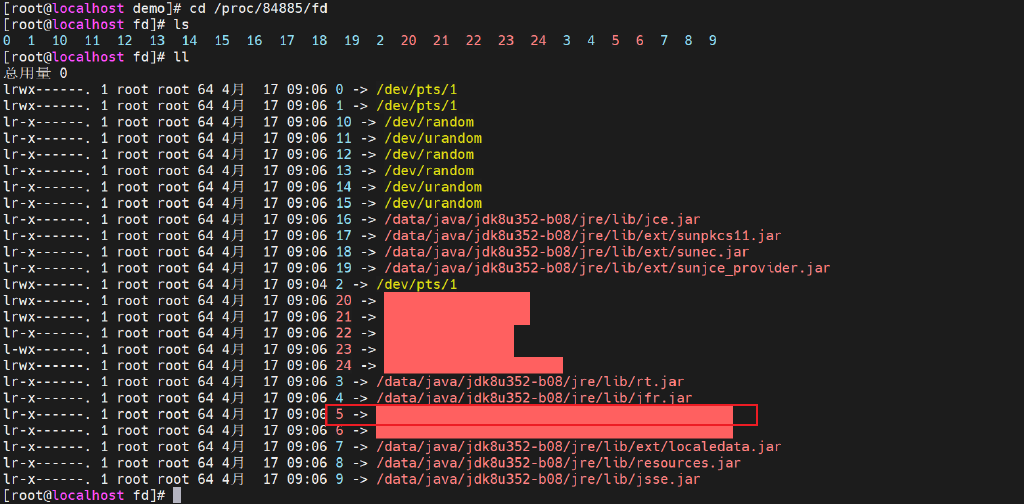 [root@localhost demo]# cd /proc/84885/fd
[root@localhost fd]# ls
0 1 10 11 12 13 14 15 16 17 18 19 2 20 21 22 23 24 3 4 5 6 7 8 9
[root@localhost fd]# ll
总用量 0
lrwx------. 1 root root 64 4月 17 09:06 0 -> /dev/pts/1
lrwx------. 1 root root 64 4月 17 09:06 1 -> /dev/pts/1
lr-x------. 1 root root 64 4月 17 09:06 10 -> /dev/random
lr-x------. 1 root root 64 4月 17 09:06 11 -> /dev/urandom
lr-x------. 1 root root 64 4月 17 09:06 12 -> /dev/random
lr-x------. 1 root root 64 4月 17 09:06 13 -> /dev/random
lr-x------. 1 root root 64 4月 17 09:06 14 -> /dev/urandom
lr-x------. 1 root root 64 4月 17 09:06 15 -> /dev/urandom
lr-x------. 1 root root 64 4月 17 09:06 16 -> /data/java/jdk8u352-b08/jre/lib/jce.jar
lr-x------. 1 root root 64 4月 17 09:06 17 -> /data/java/jdk8u352-b08/jre/lib/ext/sunpkcs11.jar
lr-x------. 1 root root 64 4月 17 09:06 18 -> /data/java/jdk8u352-b08/jre/lib/ext/sunec.jar
lr-x------. 1 root root 64 4月 17 09:06 19 -> /data/java/jdk8u352-b08/jre/lib/ext/sunjce_provider.jar
lrwx------. 1 root root 64 4月 17 09:04 2 -> /dev/pts/1
lrwx------. 1 root root 64 4月 17 09:06 20 ->
lrwx------. 1 root root 64 4月 17 09:06 21 ->
lr-x------. 1 root root 64 4月 17 09:06 22 ->
l-wx------. 1 root root 64 4月 17 09:06 23 ->
lrwx------. 1 root root 64 4月 17 09:06 24 ->
lr-x------. 1 root root 64 4月 17 09:06 3 -> /data/java/jdk8u352-b08/jre/lib/rt.jar
lr-x------. 1 root root 64 4月 17 09:06 4 -> /data/java/jdk8u352-b08/jre/lib/jfr.jar
lr-x------. 1 root root 64 4月 17 09:06 5 ->
lr-x------. 1 root root 64 4月 17 09:06 6 ->
lr-x------. 1 root root 64 4月 17 09:06 7 -> /data/java/jdk8u352-b08/jre/lib/ext/localedata.jar
lr-x------. 1 root root 64 4月 17 09:06 8 -> /data/java/jdk8u352-b08/jre/lib/resources.jar
lr-x------. 1 root root 64 4月 17 09:06 9 -> /data/java/jdk8u352-b08/jre/lib/jsse.jar
[root@localhost fd]#